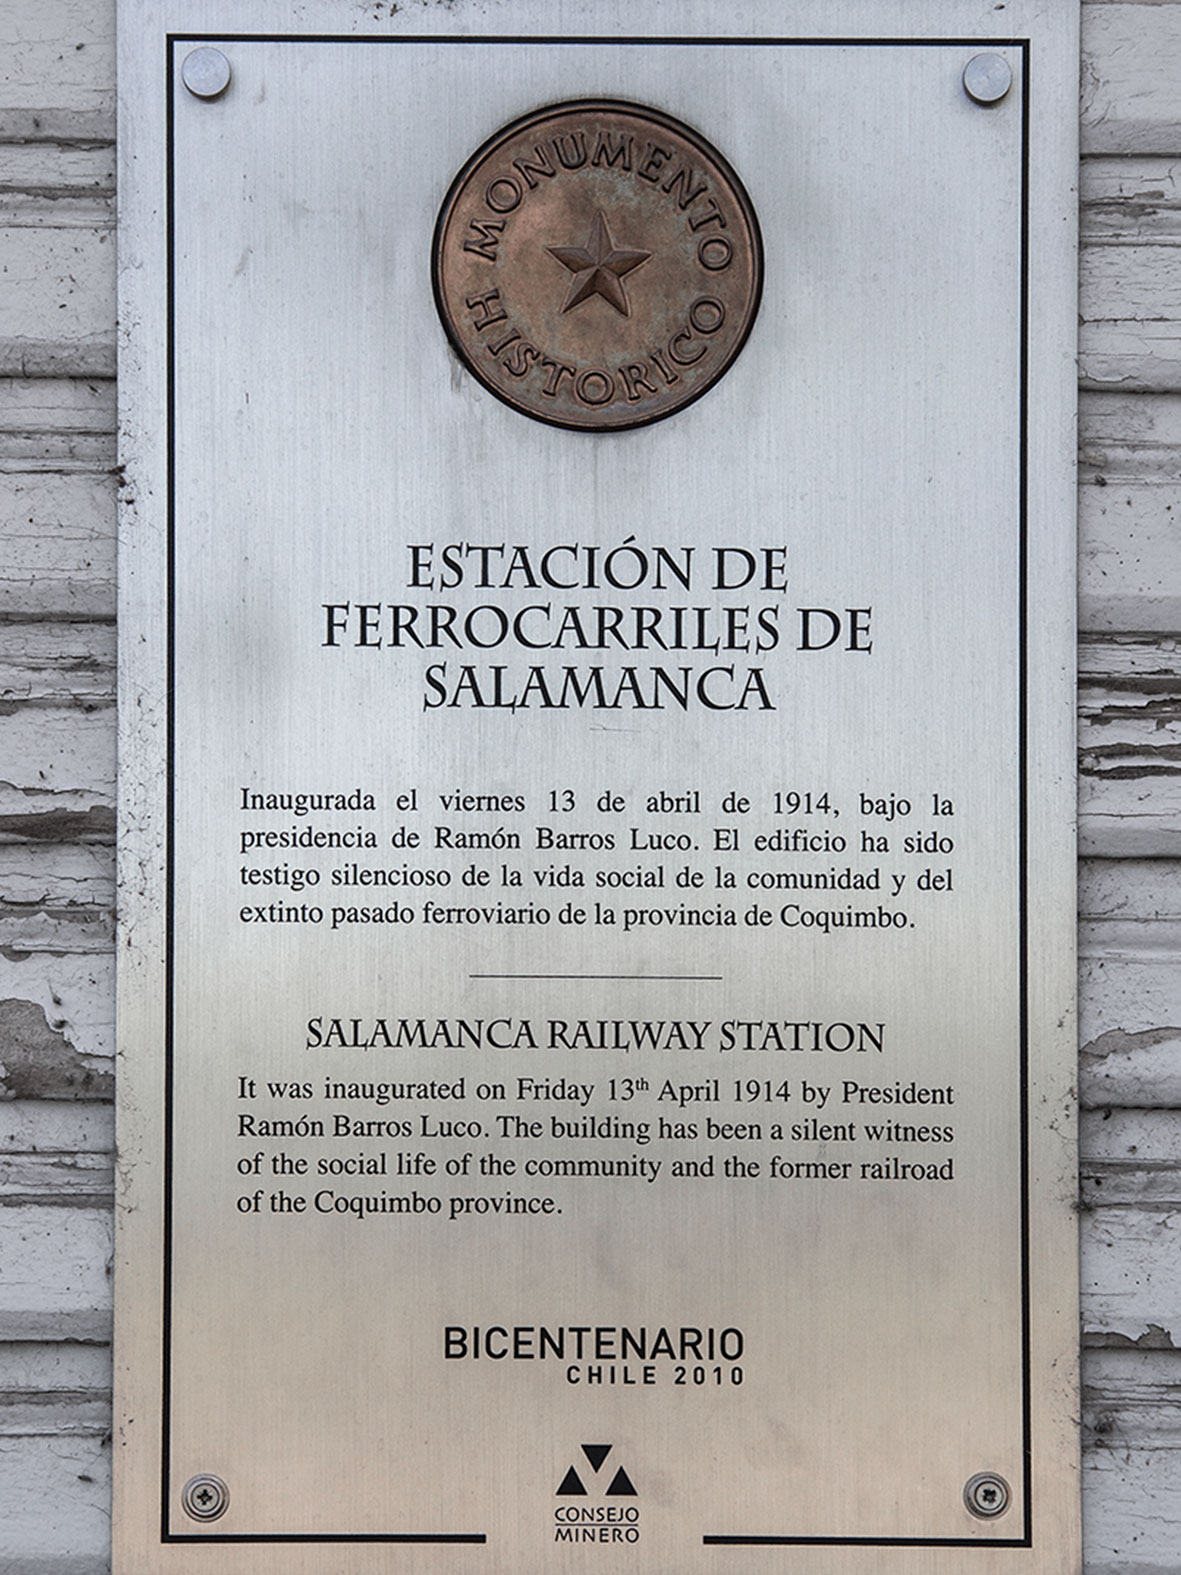 MONUMENTO
HISTORICO
ESTACIÓN DE
FERROCARRILES DE
SALAMANCA
Inaugurada el viernes 13 de abril de 1914, bajo la
presidencia de Ramón Barros Luco. El edificio ha sido
testigo silencioso de la vida social de la comunidad y del
extinto pasado ferroviario de la provincia de Coquimbo.
SALAMANCA RAILWAY STATION
It was inaugurated on Friday 13th April 1914 by President
Ramón Barros Luco. The building has been a silent witness
of the social life of the community and the former railroad
of the Coquimbo province.
BICENTENARIO
CHILE 2010
CONSEJO
MINERO